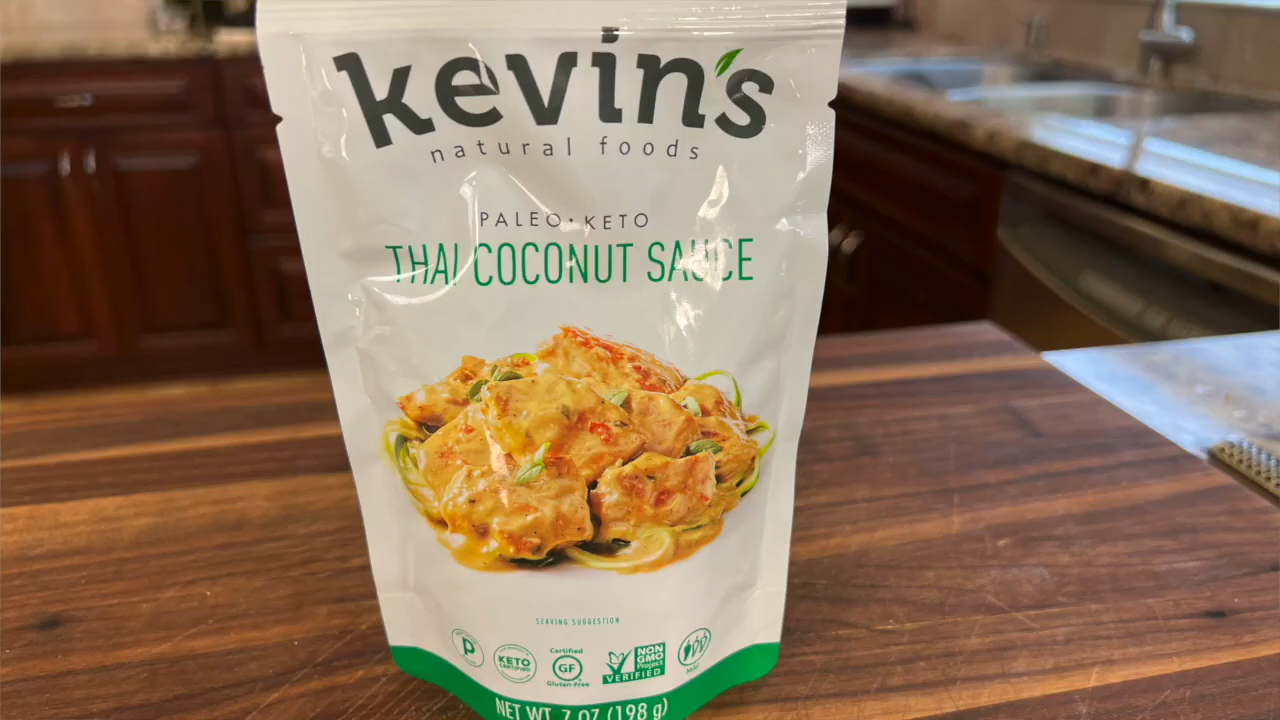 kevin's
natural foods
PALEO • KETO
THAI COCONUT SAUCE
SERVING SUGGESTION
P
KETO
CERTIFIED
Certified
GF
Gluten-Free
NON
GMO
Project
VERIFIED
NET WT. 7 OZ (198 g)